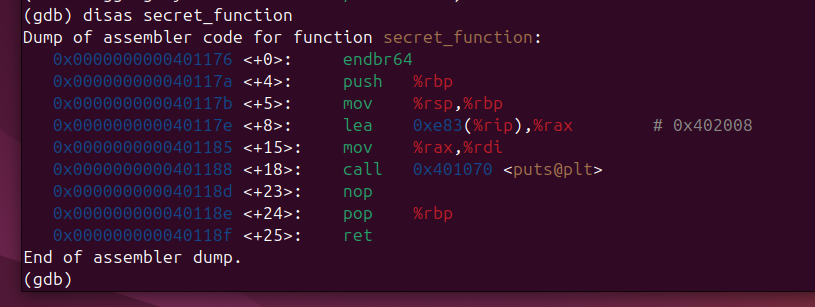 (gdb) disas secret_function
Dump of assembler code for function secret_function:
0x0000000000401176 <+0>: endbr64
0x000000000040117a <+4>: push %rbp
0x000000000040117b <+5>: mov %rsp,%rbp
0x000000000040117e <+8>: lea 0xe83(%rip),%rax # 0x402008
0x0000000000401185 <+15>: mov %rax,%rdi
0x0000000000401188 <+18>: call 0x401070 <puts@plt>
0x000000000040118d <+23>: nop
0x000000000040118e <+24>: pop %rbp
0x000000000040118f <+25>: ret
End of assembler dump.
(gdb)